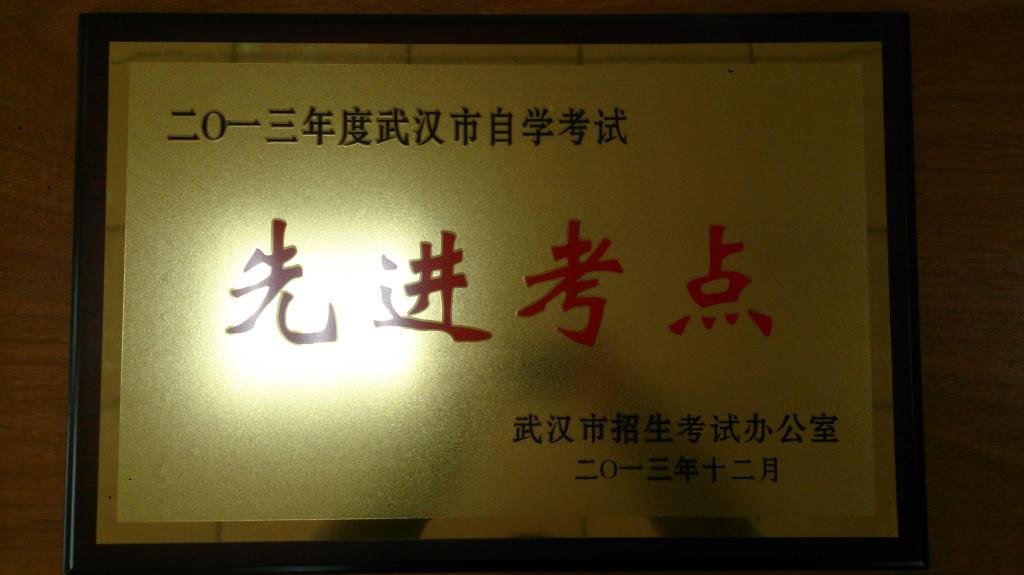 二〇一三年度武汉市自学考试
先进考点
武汉市招生考试办公室
二〇一三年十二月